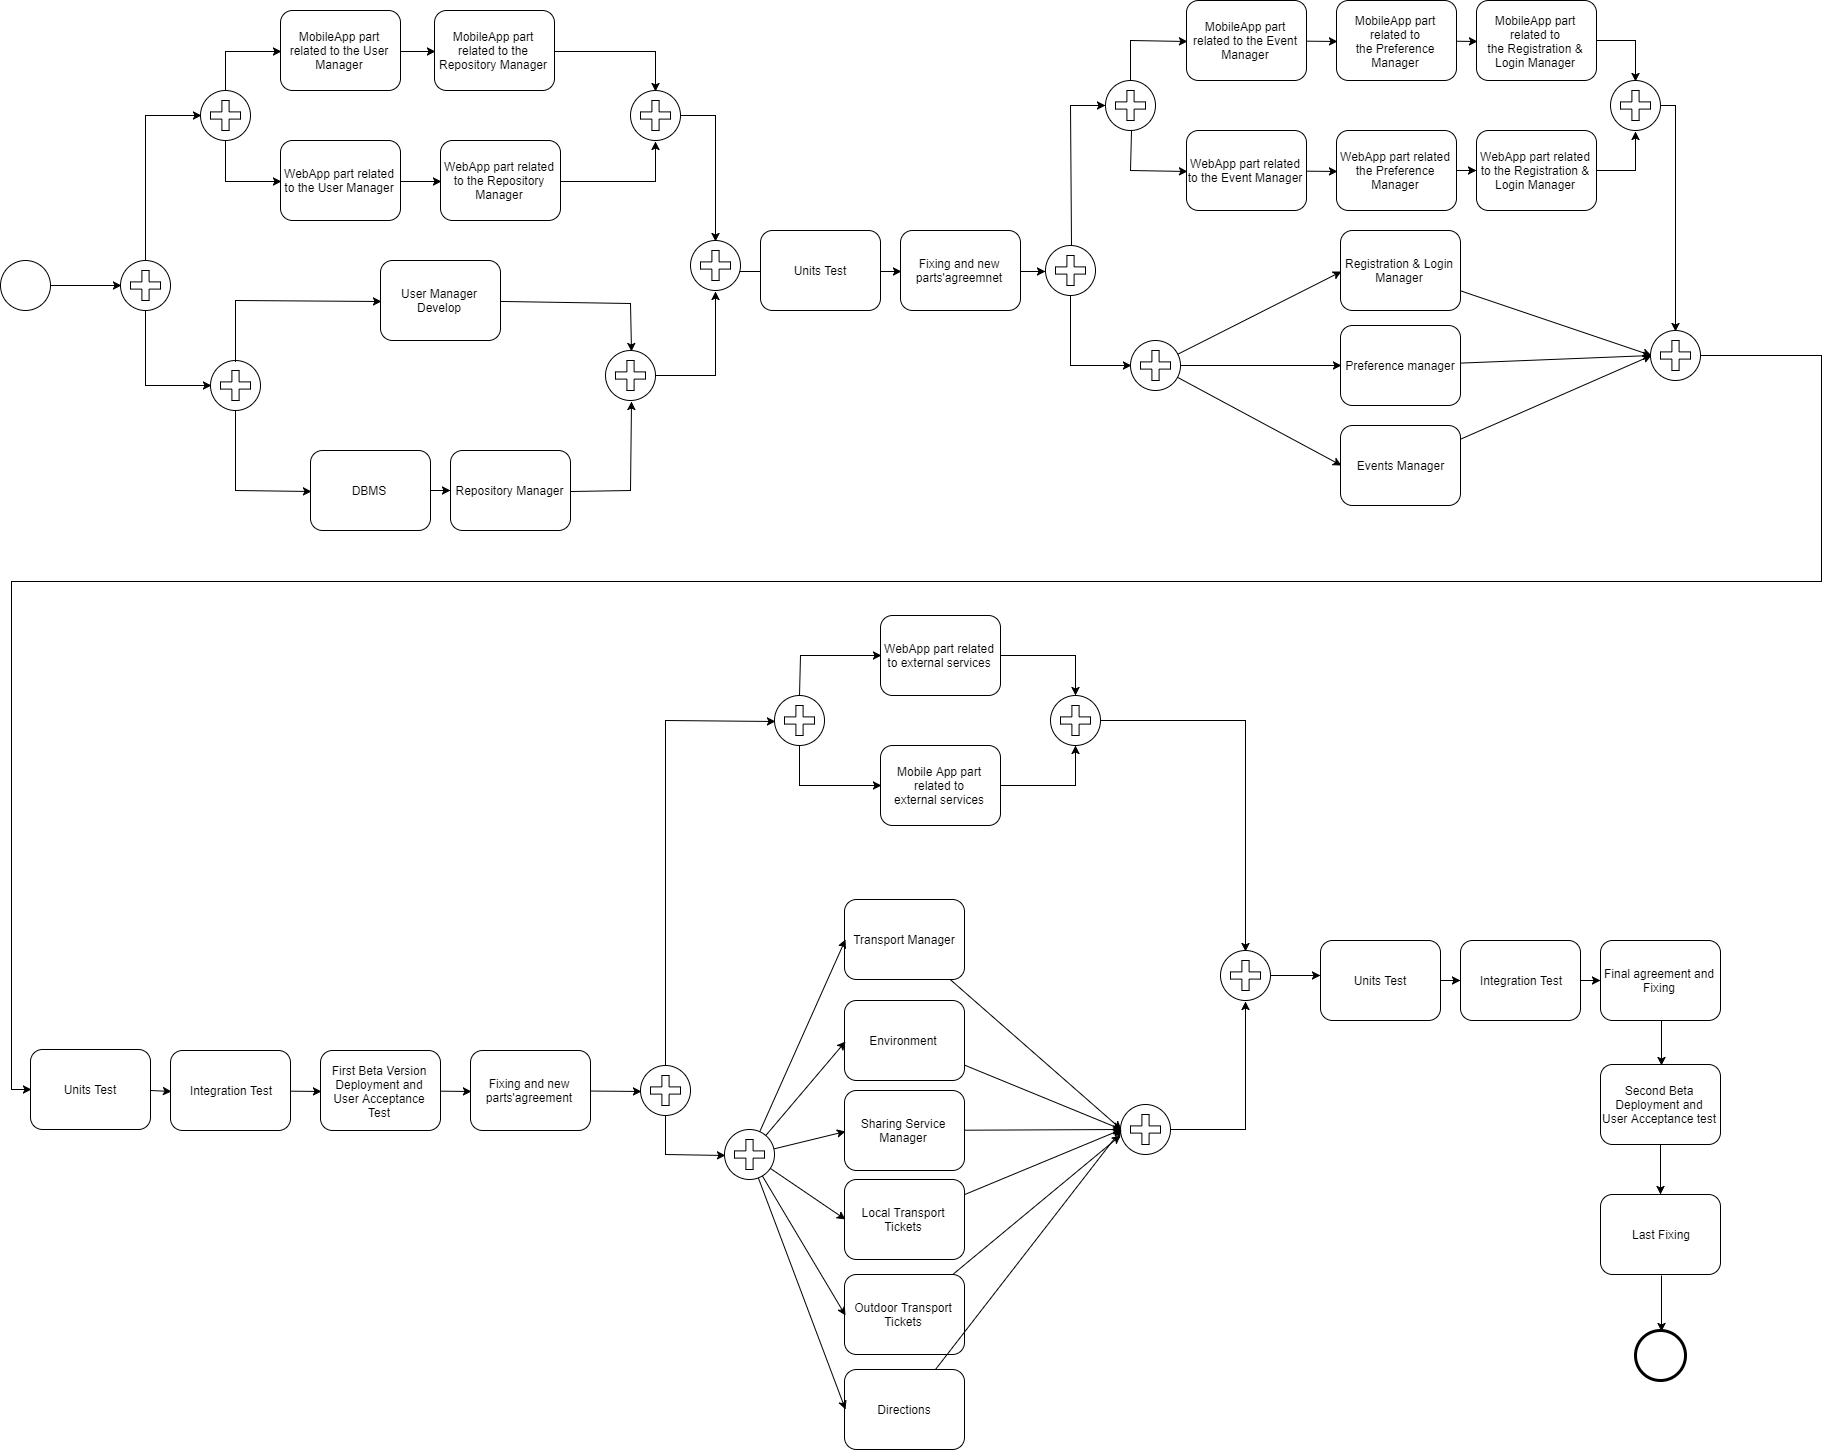 MobileApp part
related to the User
Manager
MobileApp part
related to the
Repository Manager
WebApp part related
to the User Manager
WebApp part related
to the Repository
Manager
User Manager
Develop
DBMS
Repository Manager
Units Test
Fixing and new
parts'agreemnet
MobileApp part
related to the Event
Manager
MobileApp part
related to
the Preference
Manager
MobileApp part
related to
the Registration &
Login Manager
WebApp part related
to the Event Manager
WebApp part related
the Preference
Manager
WebApp part related
to the Registration &
Login Manager
Registration & Login
Manager
Preference manager
Events Manager
Units Test
Integration Test
First Beta Version
Deployment and
User Acceptance
Test
Fixing and new
parts'agreement
WebApp part related
to external services
Mobile App part
related to
external services
Transport Manager
Environment
Sharing Service
Manager
Local Transport
Tickets
Outdoor Transport
Tickets
Directions
Units Test
Integration Test
Final agreement and
Fixing
Second Beta
Deployment and
User Acceptance test
Last Fixing